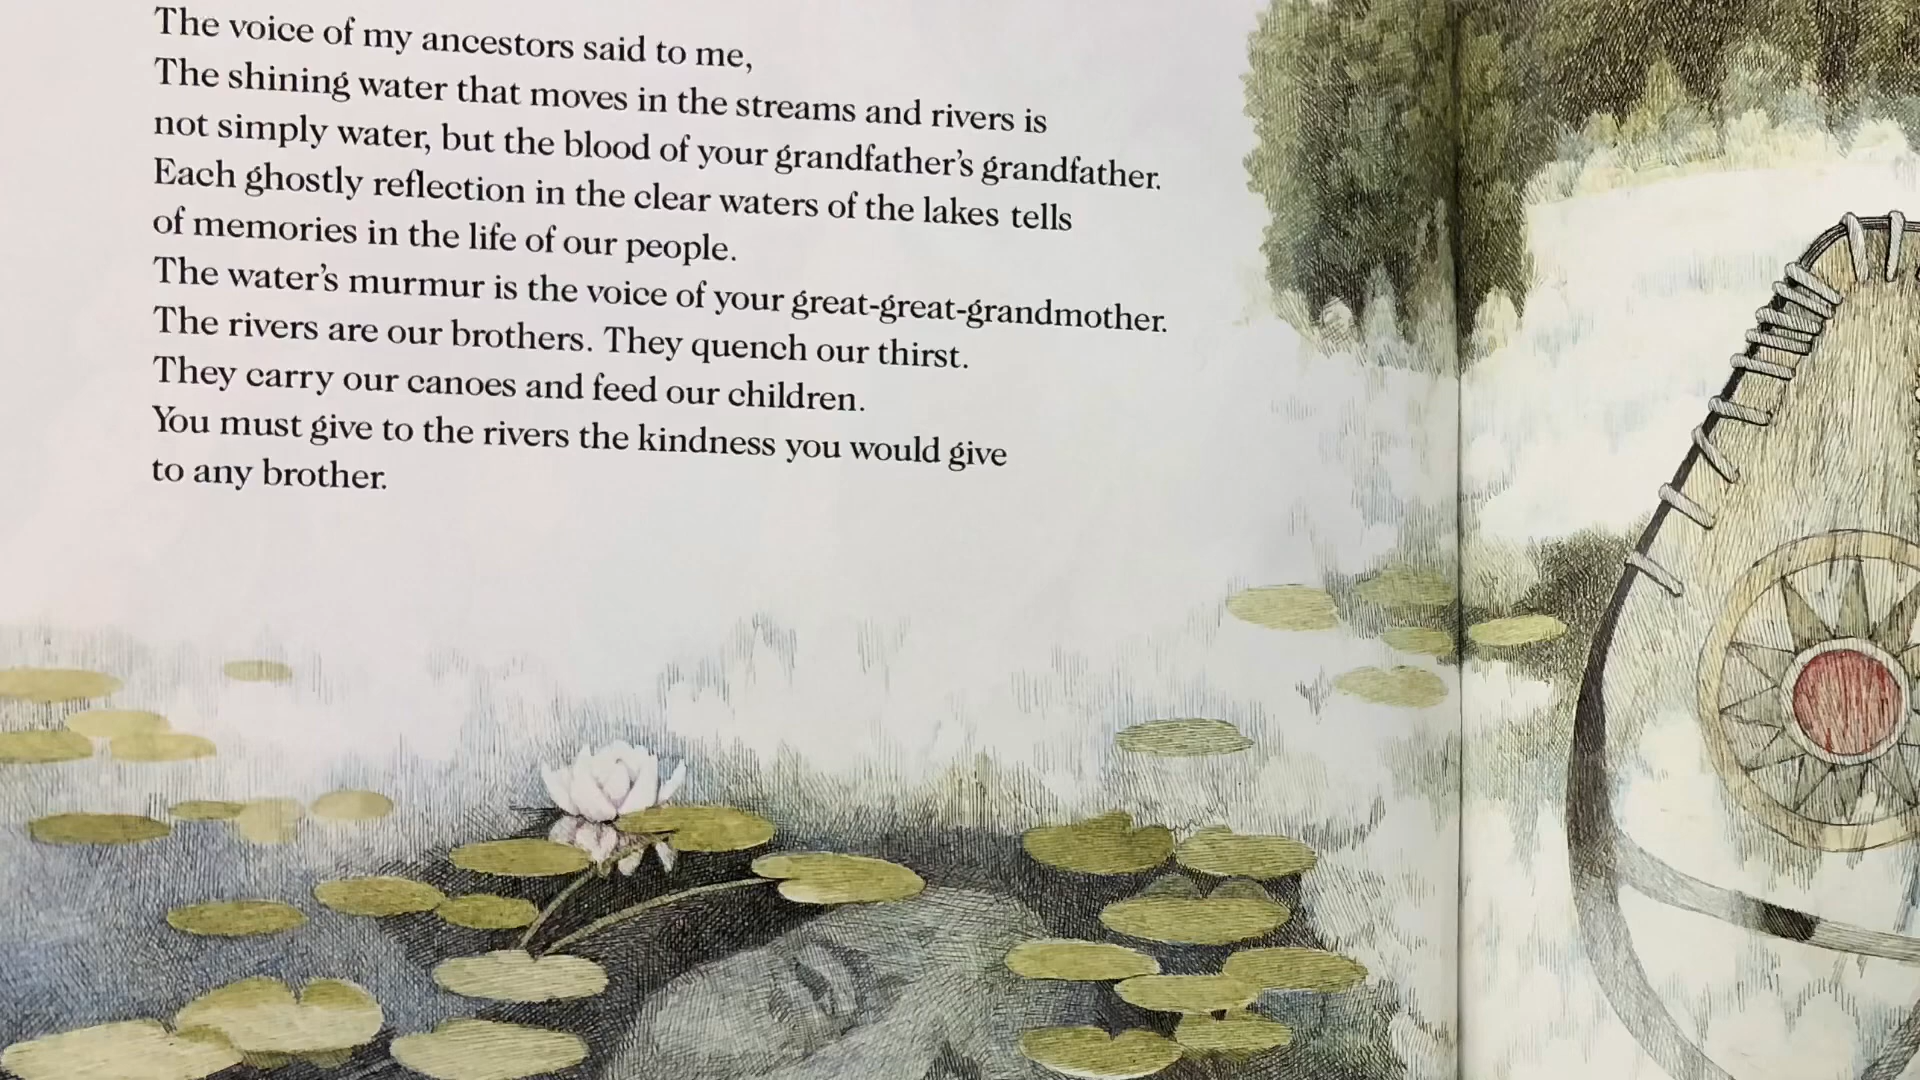 The voice of my ancestors said to me,
The shining water that moves in the streams and rivers is
not simply water, but the blood of your grandfather's grandfather.
Each ghostly reflection in the clear waters of the lakes tells
of memories in the life of our people.
The water's murmur is the voice of your great-great-grandmother.
The rivers are our brothers. They quench our thirst.
They carry our canoes and feed our children.
You must give to the rivers the kindness you would give
to any brother.